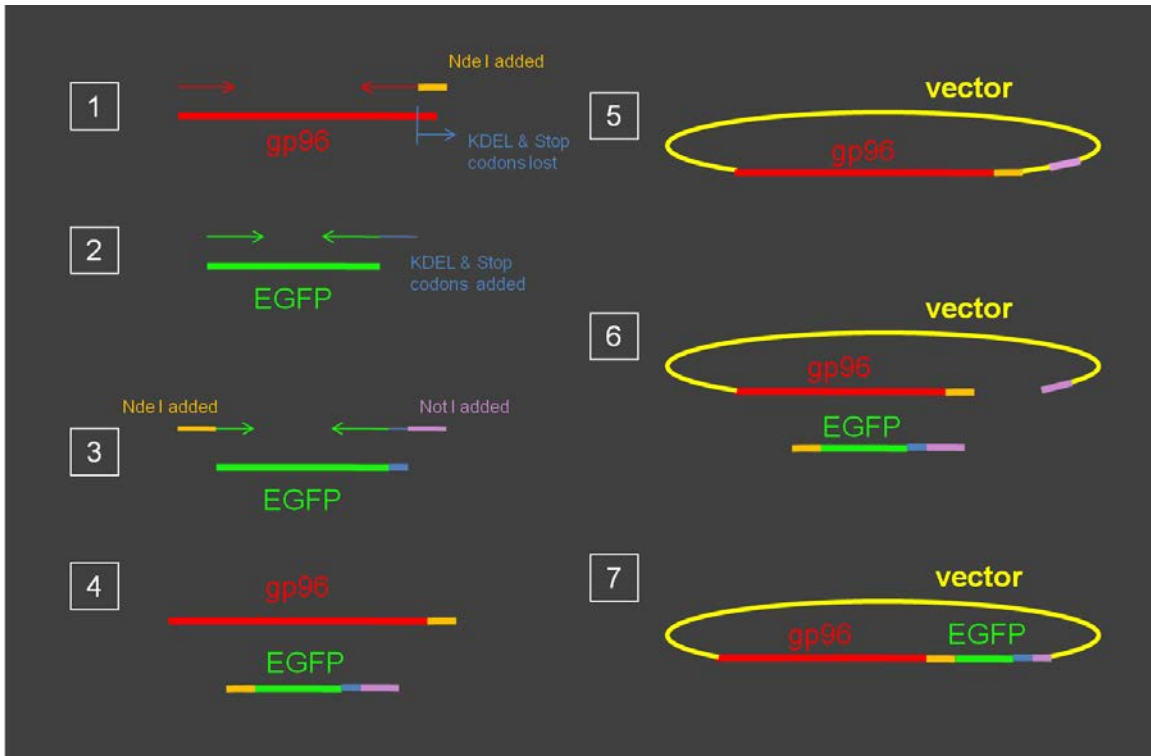 1
Nde I added
gp96
KDEL & Stop
codons lost
2
KDEL & Stop
codons added
EGFP
Nde I added
Not I added
3
EGFP
4
gp96
EGFP
5
vector
gp96
6
vector
gp96
EGFP
7
vector
gp96
EGFP